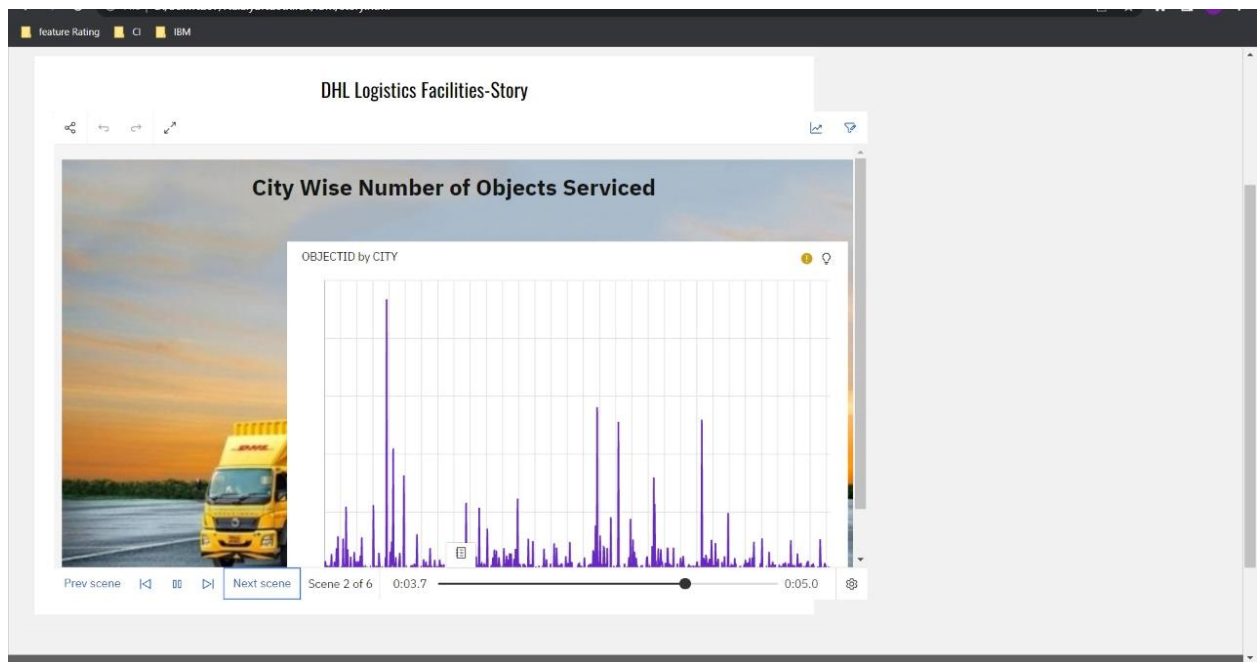 feature Rating CI IBM
DHL Logistics Facilities-Story
City Wise Number of Objects Serviced
OBJECTID by CITY
DHL
Prev scene Next scene Scene 2 of 6 0:03.7 0:05.0